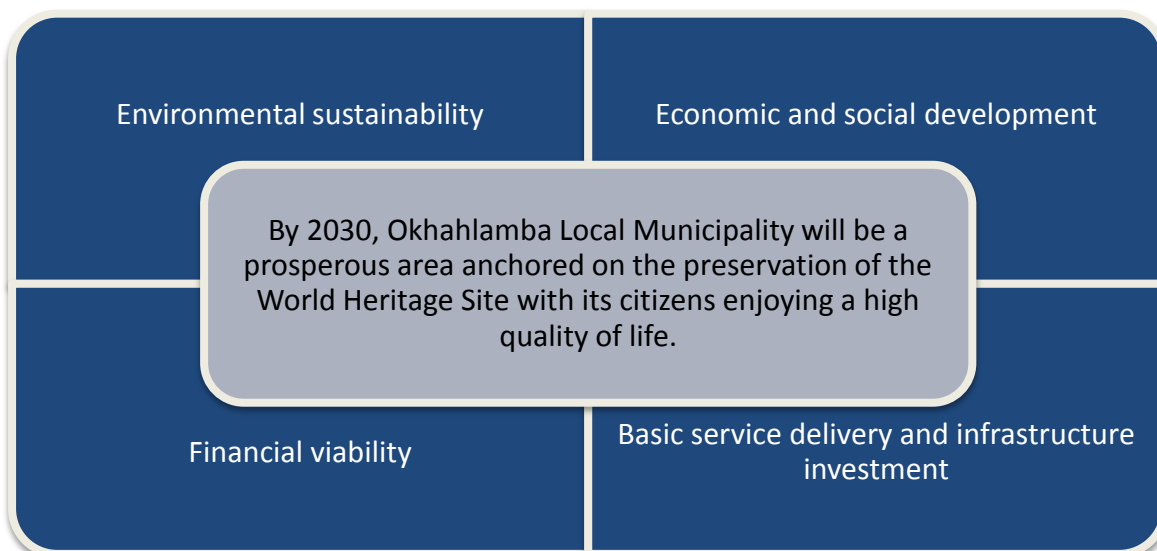 Environmental sustainability
Economic and social development
By 2030, Okhahlamba Local Municipality will be a
prosperous area anchored on the preservation of the
World Heritage Site with its citizens enjoying a high
quality of life.
Financial viability
Basic service delivery and infrastructure
investment